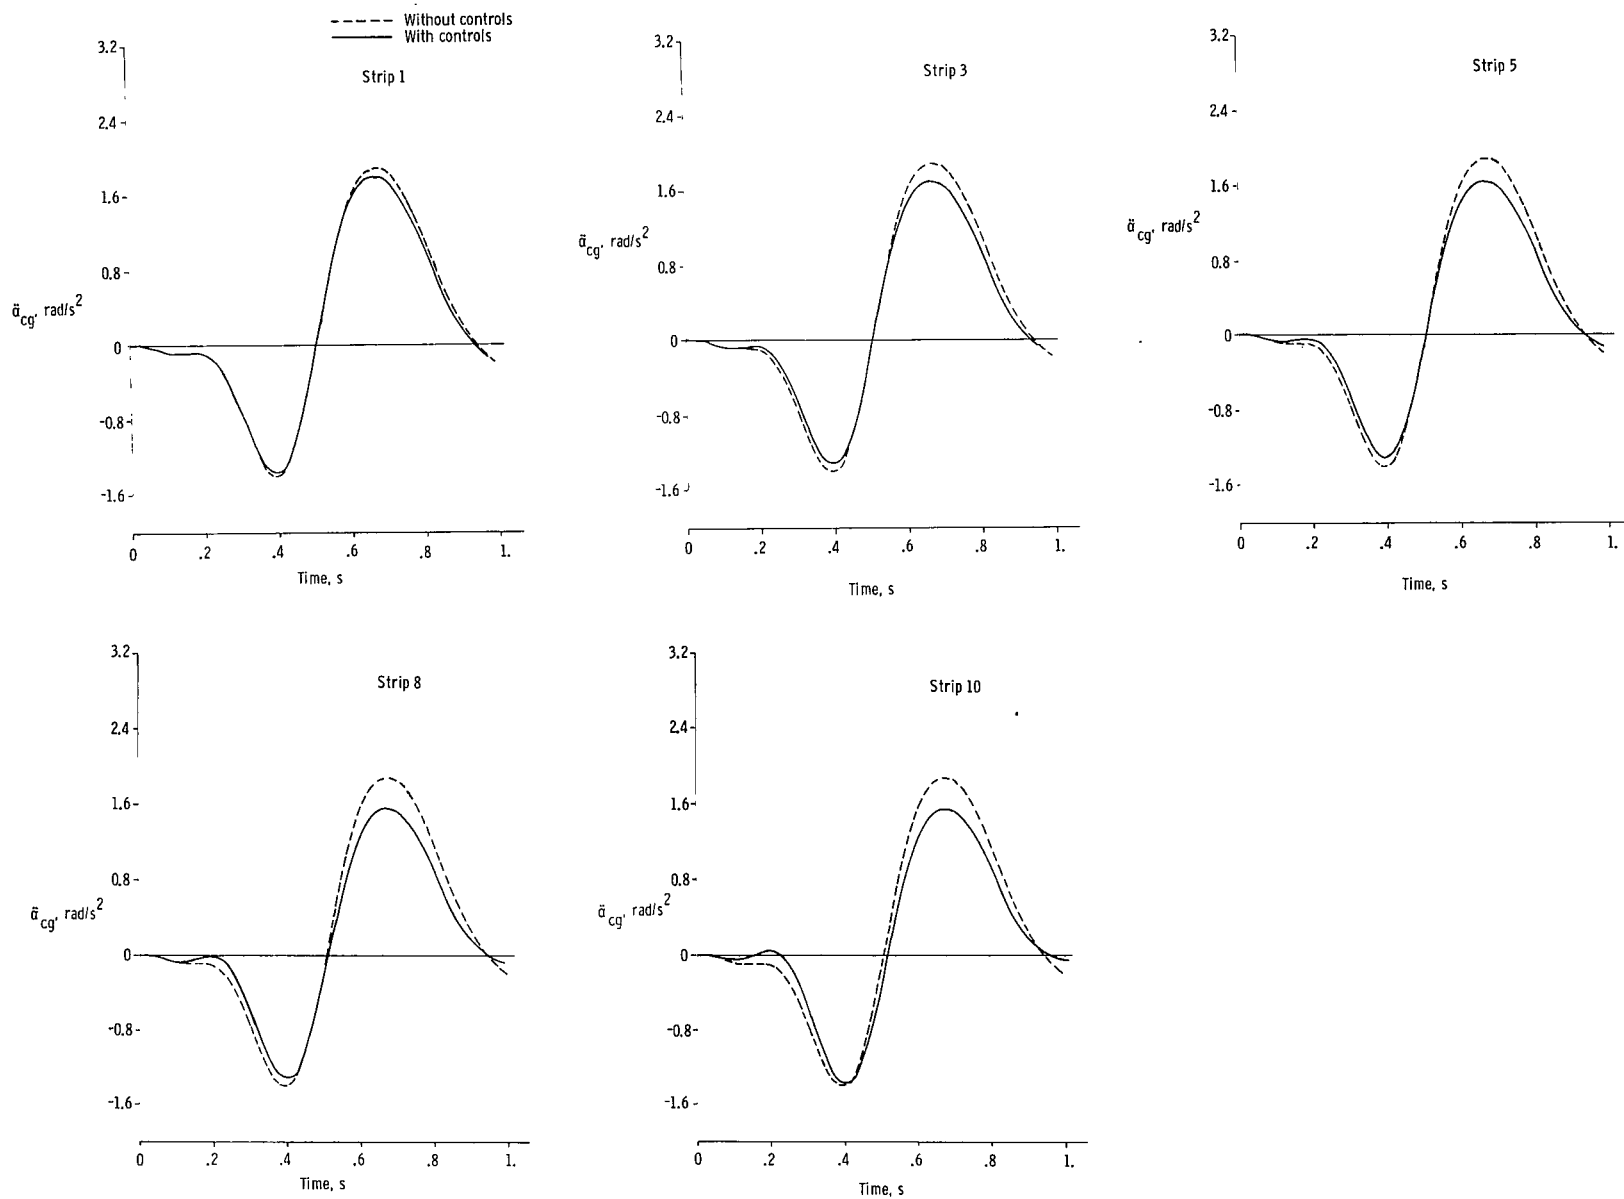 Without controls
With controls
Strip 1
3.2
2.4
1.6
0.8
0
-0.8
-1.6
α̈cg, rad/s2
0 .2 .4 .6 .8 1.
Time, s
Strip 3
3.2
2.4
1.6
0.8
0
-0.8
-1.6
α̈cg, rad/s2
0 .2 .4 .6 .8 1.
Time, s
Strip 5
3.2
2.4
1.6
0.8
0
-0.8
-1.6
α̈cg, rad/s2
0 .2 .4 .6 .8 1.
Time, s
Strip 8
3.2
2.4
1.6
0.8
0
-0.8
-1.6
α̈cg, rad/s2
0 .2 .4 .6 .8 1.
Time, s
Strip 10
3.2
2.4
1.6
0.8
0
-0.8
-1.6
α̈cg, rad/s2
0 .2 .4 .6 .8 1.
Time, s